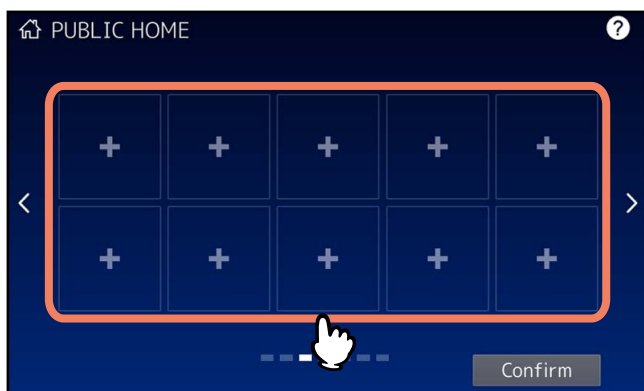 PUBLIC HOME
?
+ + + + +
+ + + + +
< >
Confirm